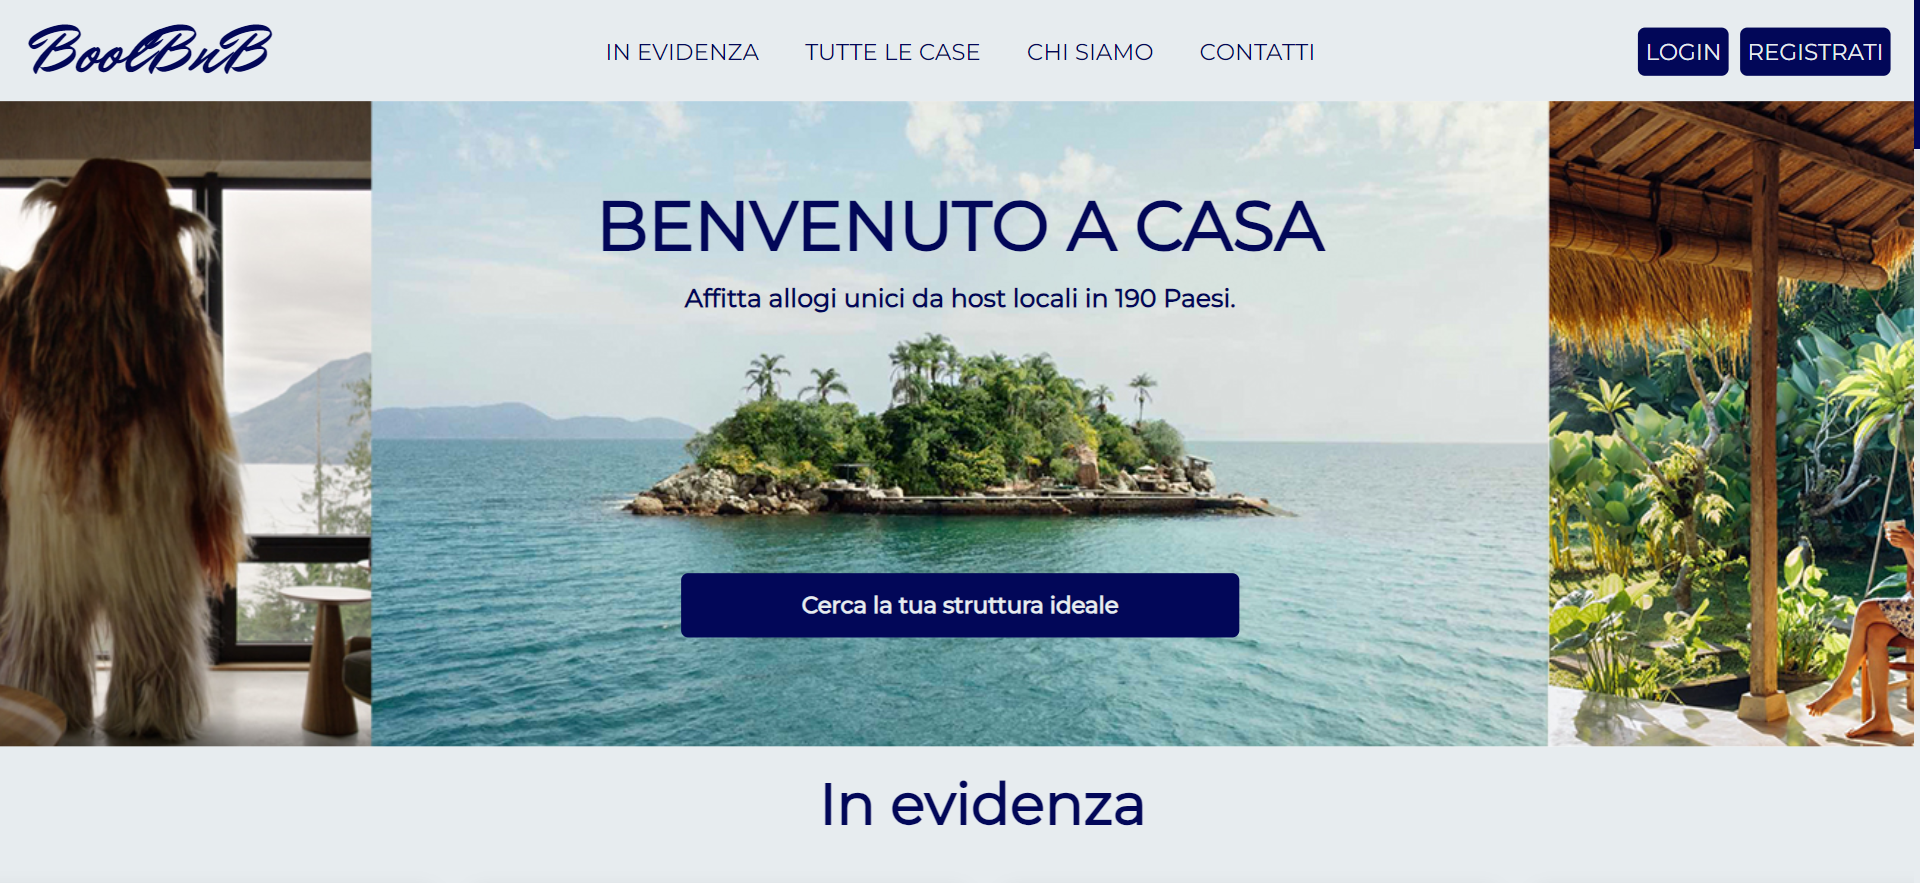 BoolBnB
IN EVIDENZA TUTTE LE CASE CHI SIAMO CONTATTI
LOGIN REGISTRATI
BENVENUTO A CASA
Affitta allogi unici da host locali in 190 Paesi.
Cerca la tua struttura ideale
In evidenza